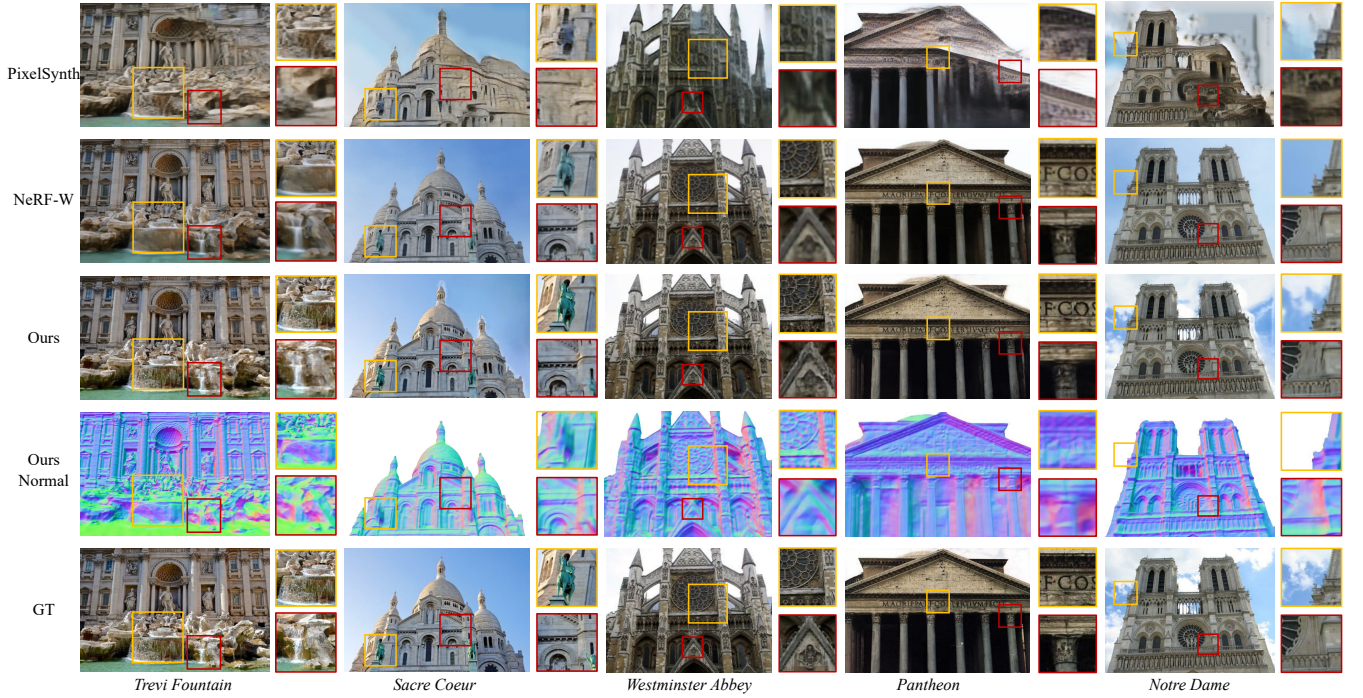 PixelSynth
NeRF-W
Ours
Ours
Normal
GT
Trevi Fountain
Sacre Coeur
Westminster Abbey
Pantheon
Notre Dame